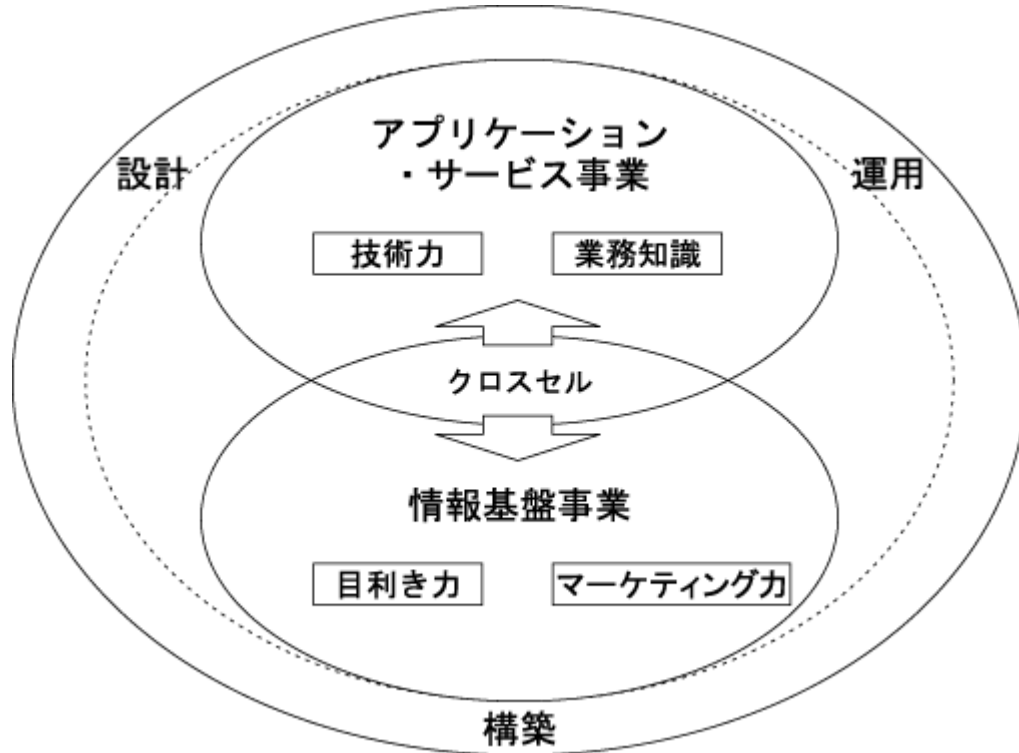 アプリケーション
・サービス事業
設計
運用
技術力
業務知識
クロスセル
情報基盤事業
目利き力
マーケティング力
構築